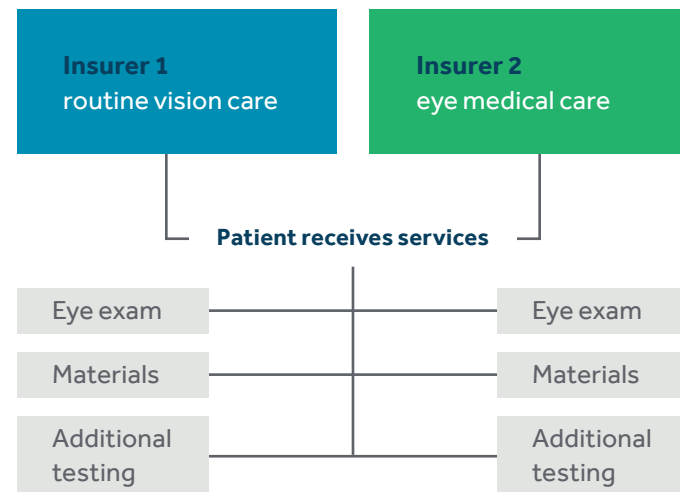 Insurer 1
routine vision care
Insurer 2
eye medical care
Patient receives services
Eye exam
Eye exam
Materials
Materials
Additional
testing
Additional
testing